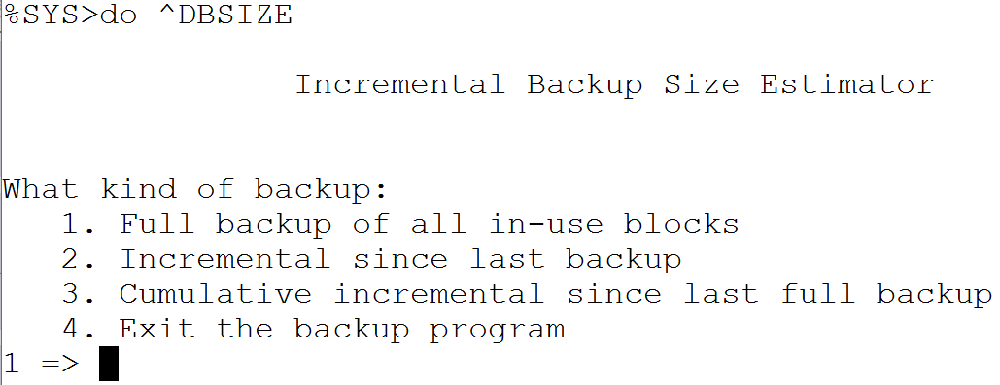 %SYS>do ^DBSIZE
Incremental Backup Size Estimator
What kind of backup:
1. Full backup of all in-use blocks
2. Incremental since last backup
3. Cumulative incremental since last full backup
4. Exit the backup program
1 =>